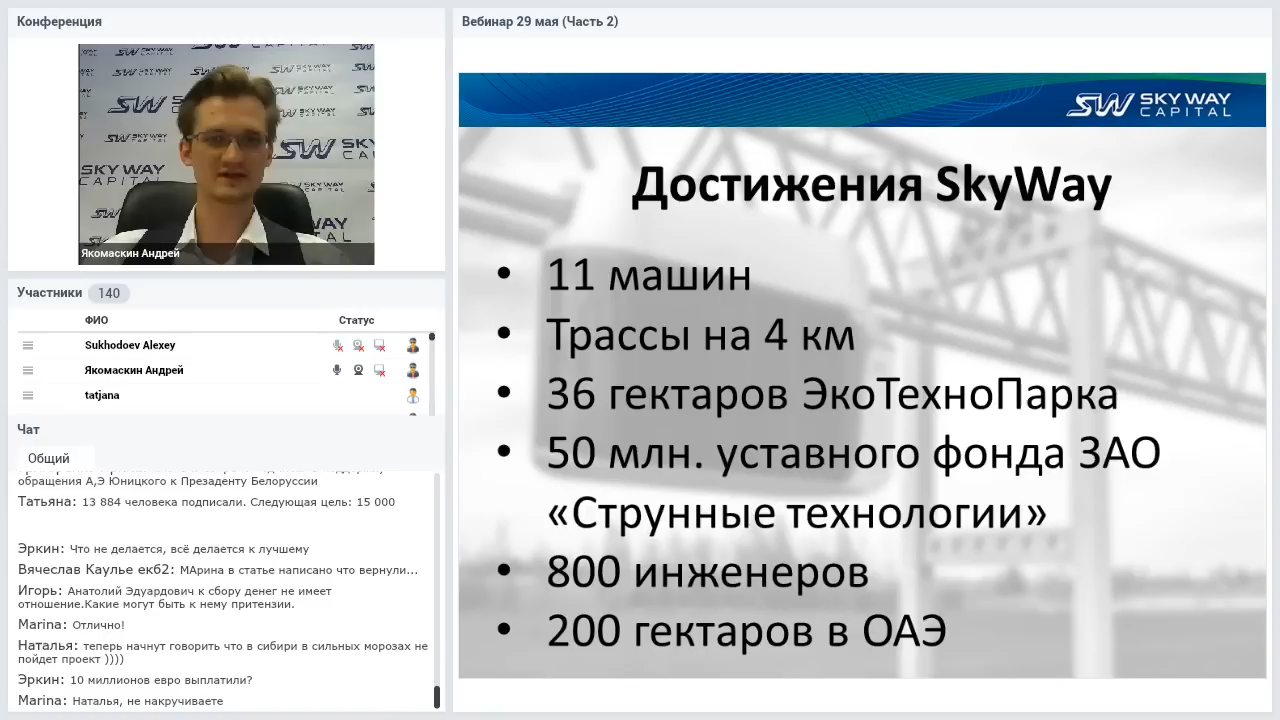 Конференция
SKY WAY
CAPITAL
Якомаскин Андрей
Участники 140
ФИО Статус
Sukhodoev Alexey
Якомаскин Андрей
tatjana
Чат
Общий
обращения А,Э Юницкого к Презаденту Белоруссии
Татьяна: 13 884 человека подписали. Следующая цель: 15 000
Эркин: Что не делается, всё делается к лучшему
Вячеслав Каулье екб2: МАрина в статье написано что вернули...
Игорь: Анатолий Эдуардович к сбору денег не имеет
отношение.Какие могут быть к нему притензии.
Marina: Отлично!
Наталья: теперь начнут говорить что в сибири в сильных морозах не
пойдет проект ))))
Эркин: 10 миллионов евро выплатили?
Marina: Наталья, не накручиваете
Вебинар 29 мая (Часть 2)
SW SKY WAY
CAPITAL
Достижения SkyWay
• 11 машин
• Трассы на 4 км
• 36 гектаров ЭкоТехноПарка
• 50 млн. уставного фонда ЗАО
«Струнные технологии»
• 800 инженеров
• 200 гектаров в ОАЭ